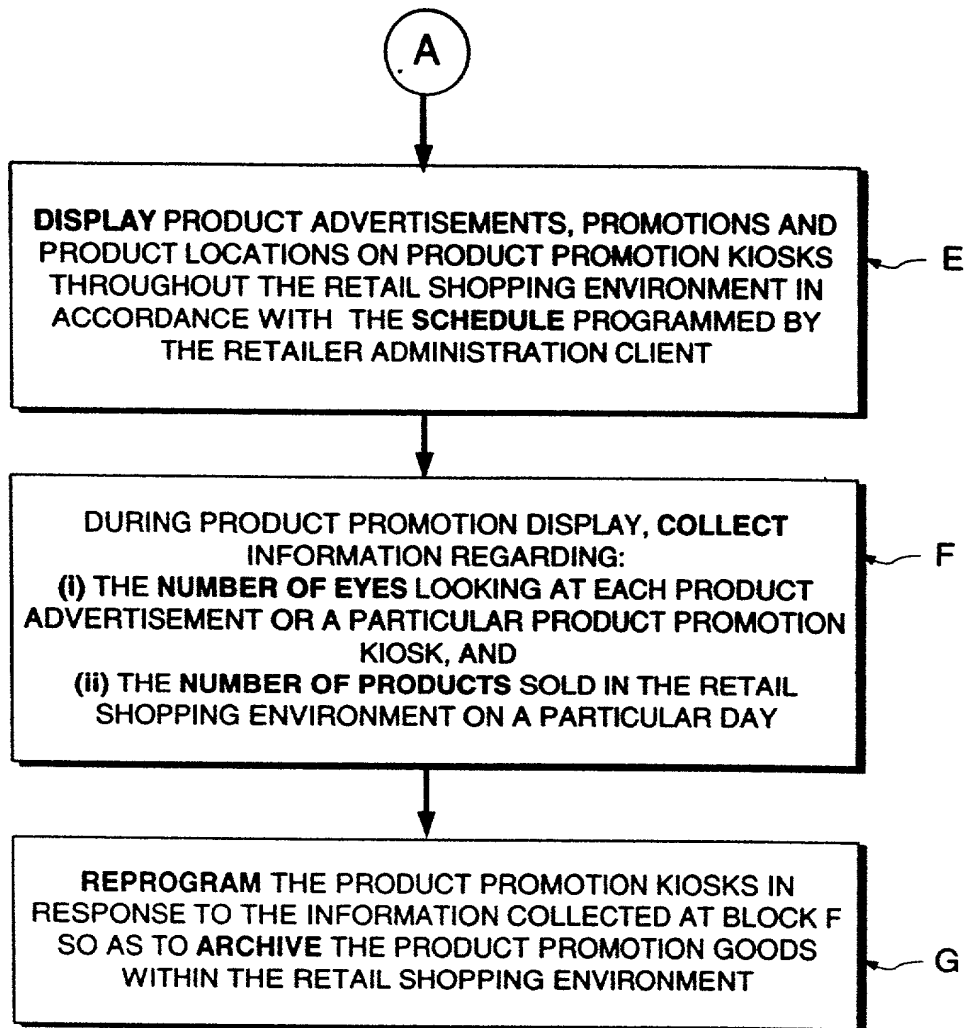 A
DISPLAY PRODUCT ADVERTISEMENTS, PROMOTIONS AND
PRODUCT LOCATIONS ON PRODUCT PROMOTION KIOSKS
THROUGHOUT THE RETAIL SHOPPING ENVIRONMENT IN
ACCORDANCE WITH THE SCHEDULE PROGRAMMED BY
THE RETAILER ADMINISTRATION CLIENT
E
DURING PRODUCT PROMOTION DISPLAY, COLLECT
INFORMATION REGARDING:
(i) THE NUMBER OF EYES LOOKING AT EACH PRODUCT
ADVERTISEMENT OR A PARTICULAR PRODUCT PROMOTION
KIOSK, AND
(ii) THE NUMBER OF PRODUCTS SOLD IN THE RETAIL
SHOPPING ENVIRONMENT ON A PARTICULAR DAY
F
REPROGRAM THE PRODUCT PROMOTION KIOSKS IN
RESPONSE TO THE INFORMATION COLLECTED AT BLOCK F
SO AS TO ARCHIVE THE PRODUCT PROMOTION GOODS
WITHIN THE RETAIL SHOPPING ENVIRONMENT
G